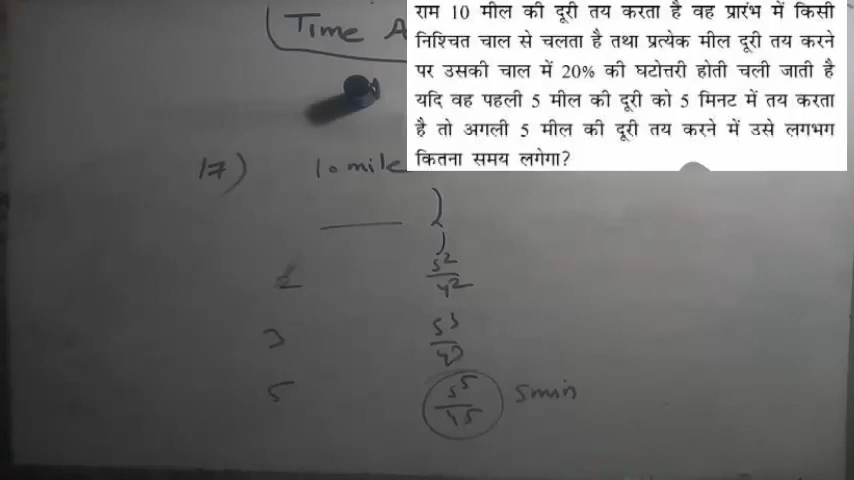 Time A
राम 10 मील की दूरी तय करता है वह प्रारंभ में किसी
निश्चित चाल से चलता है तथा प्रत्येक मील दूरी तय करने
पर उसकी चाल में 20% की घटोत्तरी होती चली जाती है
यदि वह पहली 5 मील की दूरी को 5 मिनट में तय करता
है तो अगली 5 मील की दूरी तय करने में उसे लगभग
कितना समय लगेगा?
17) 10 mile
2 5²/4²
3 5³/4³
5 5⁵/4⁵ 5min